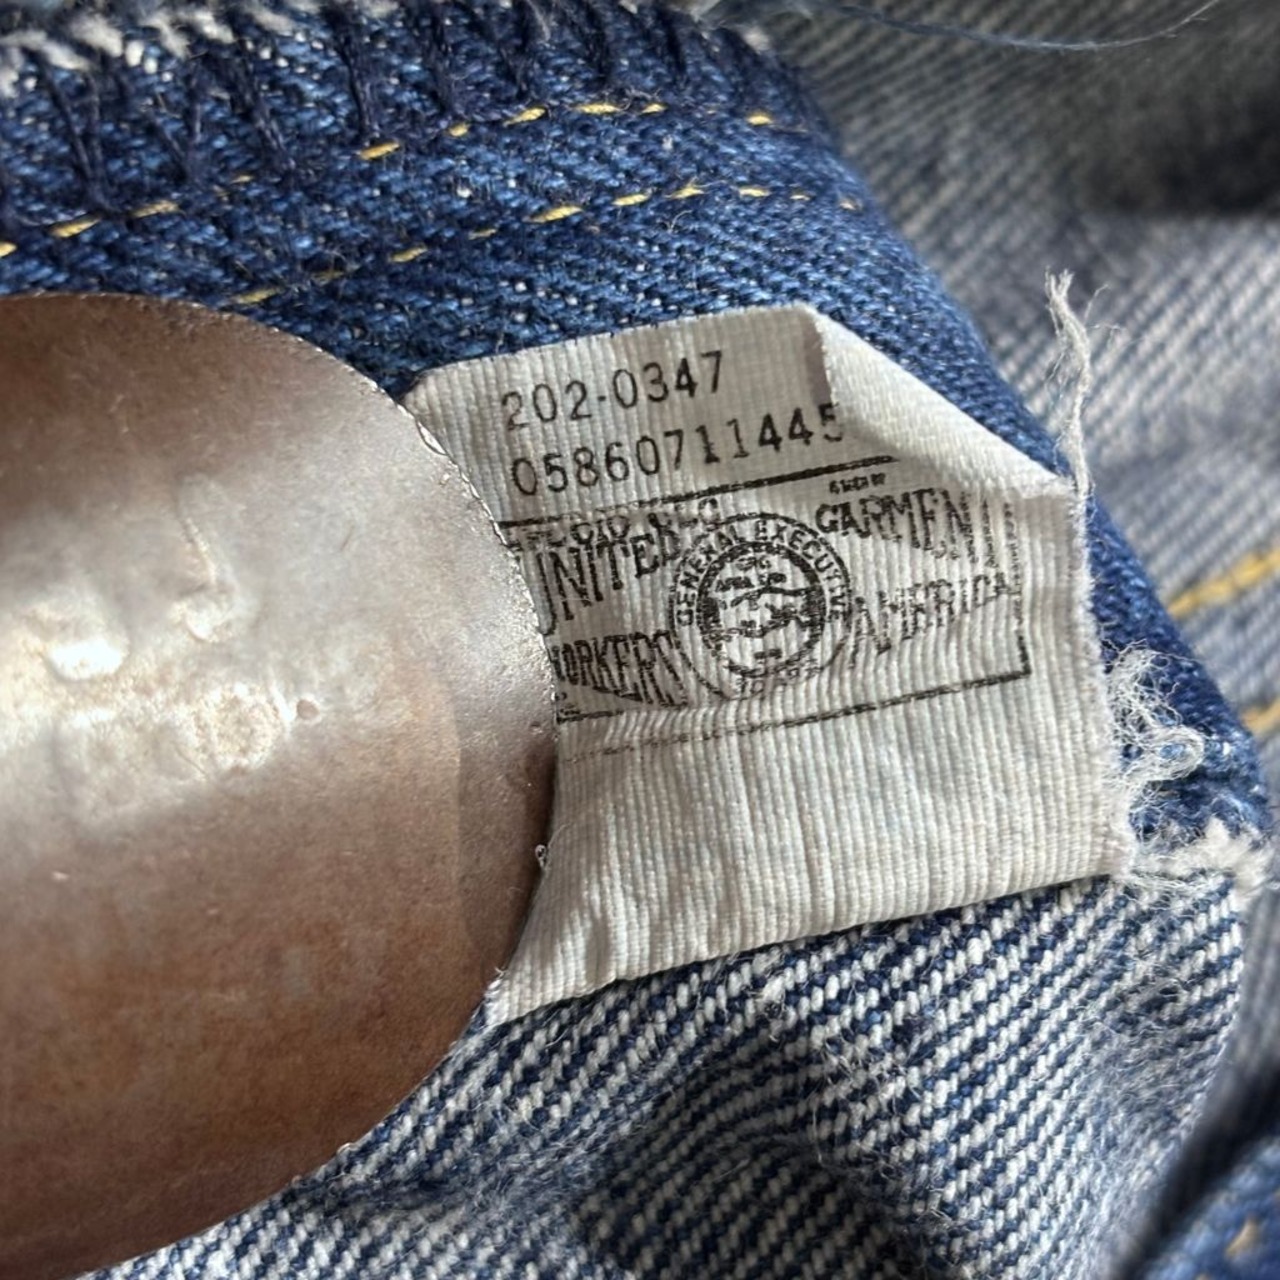 202-0347
05860711445
UNITED GARMENT
WORKERS AMERICA
GENERAL EXECUTIVE